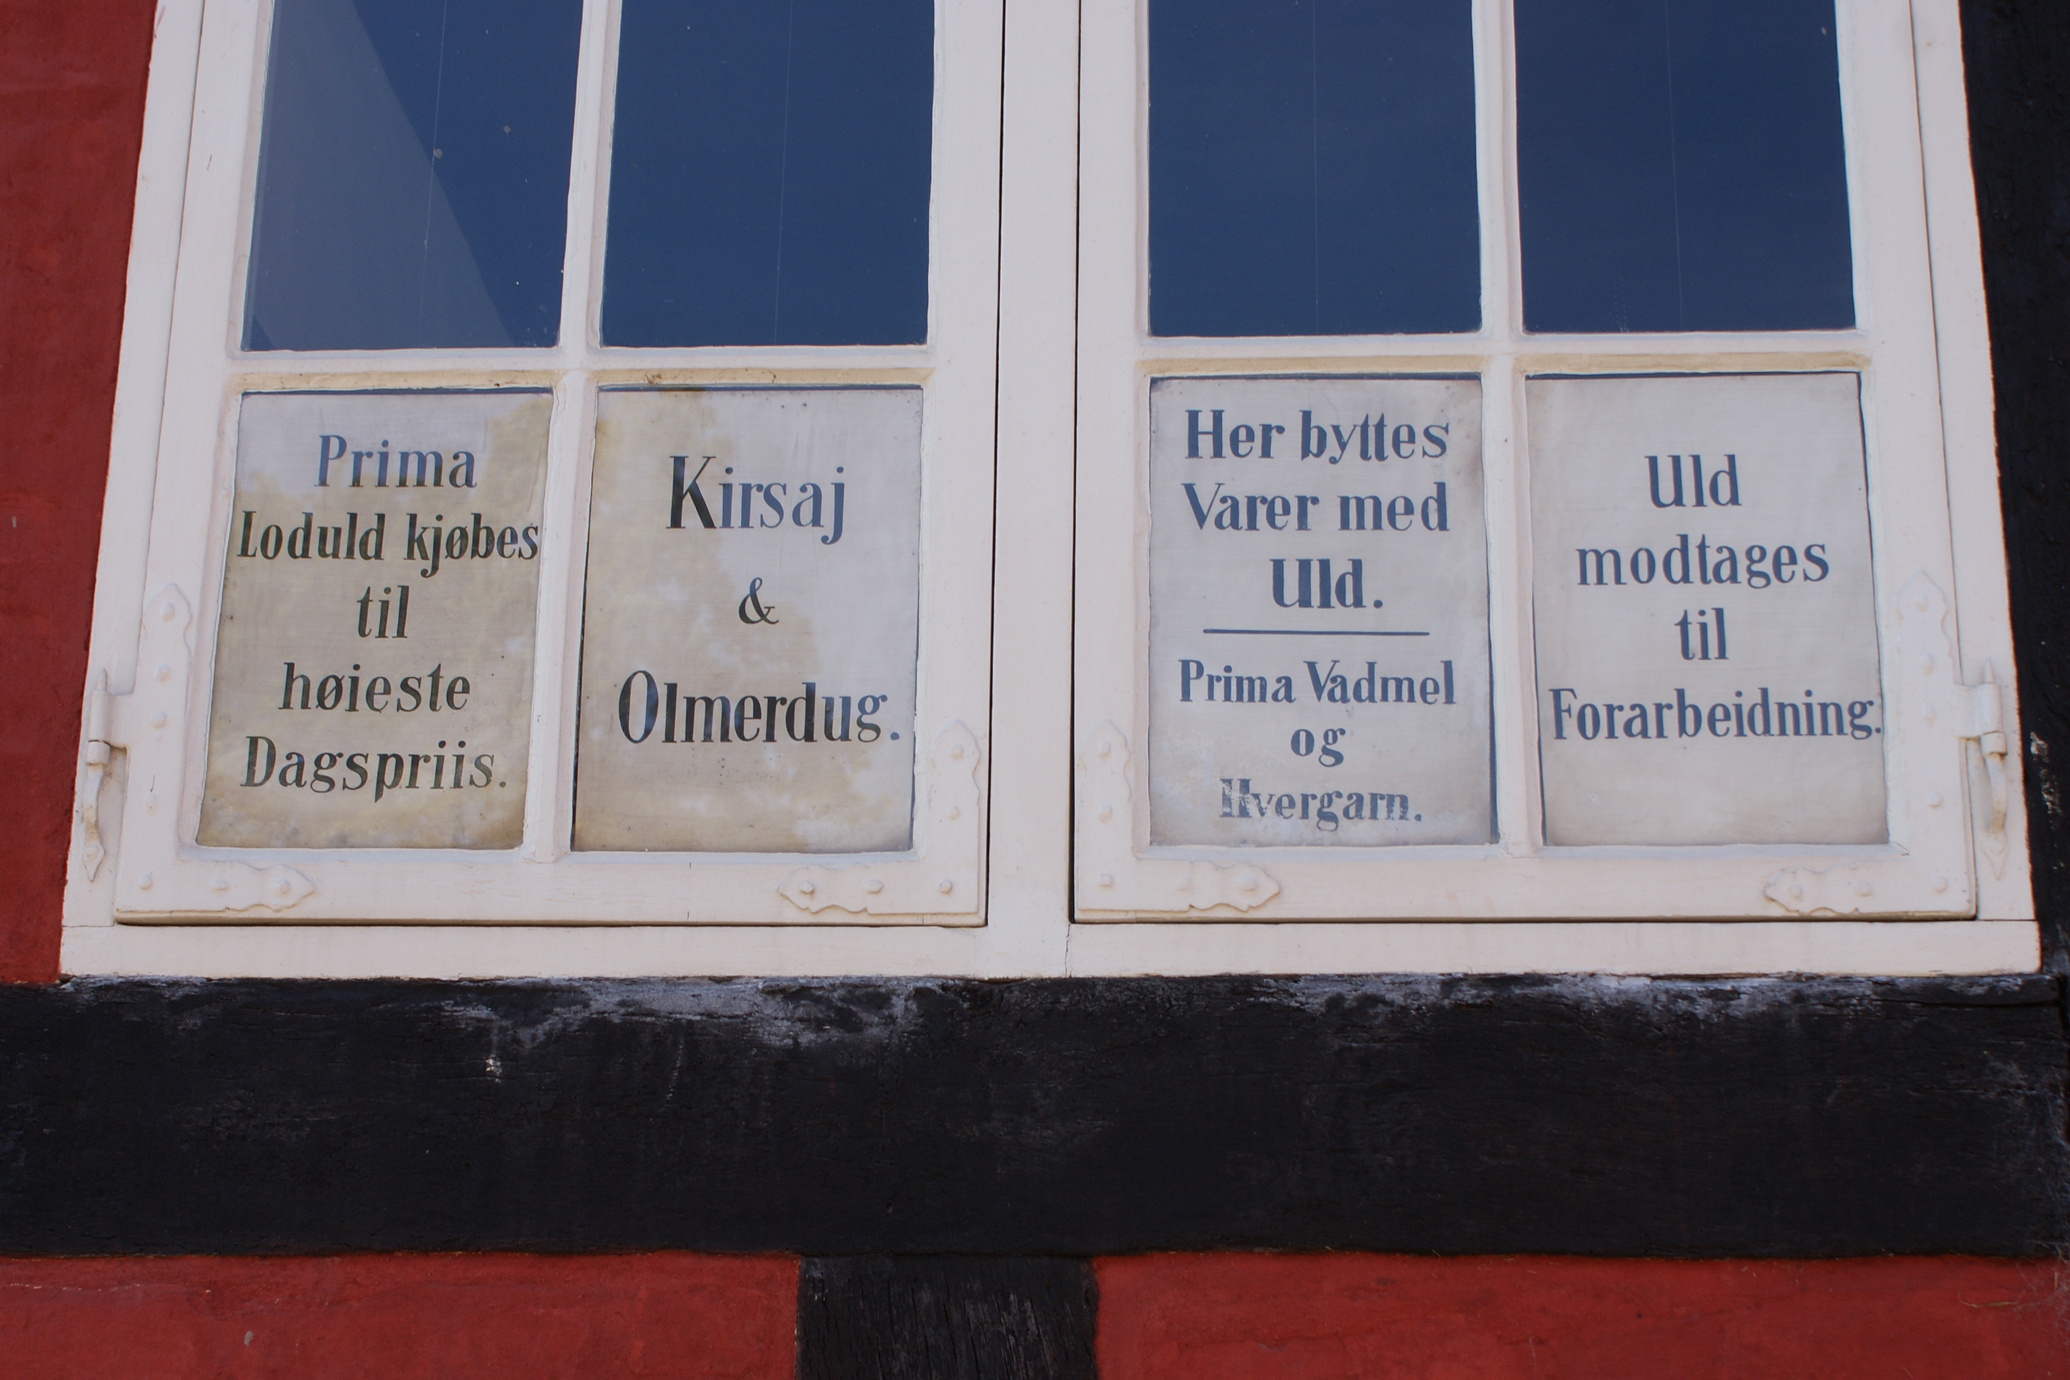 Prima
Loduld kjøbes
til
høieste
Dagspriis.
Kirsaj
&
Olmerdug.
Her byttes
Varer med
Uld.
Prima Vadmel
og
Hvergarn.
Uld
modtages
til
Forarbeidning.